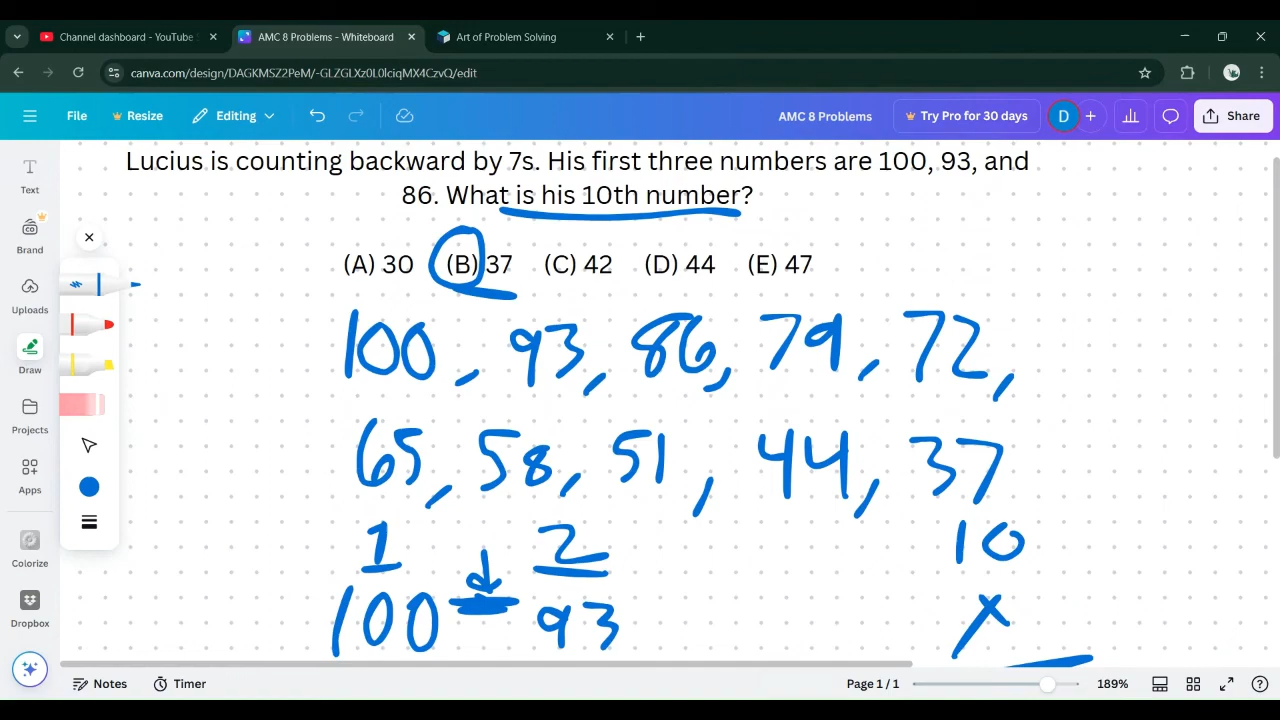 Channel dashboard - YouTube
AMC 8 Problems - Whiteboard
Art of Problem Solving
canva.com/design/DAGKMSZ2PeM/-GLZGLXz0L0lciqMX4CzvQ/edit
File
Resize
Editing
AMC 8 Problems
Try Pro for 30 days
D
Share
Text
Brand
Uploads
Draw
Projects
Apps
Colorize
Dropbox
Lucius is counting backward by 7s. His first three numbers are 100, 93, and
86. What is his 10th number?
(A) 30 (B) 37 (C) 42 (D) 44 (E) 47
100, 93, 86, 79, 72,
65, 58, 51, 44, 37
1 2 10
100 93 x
Notes
Timer
Page 1 / 1
189%